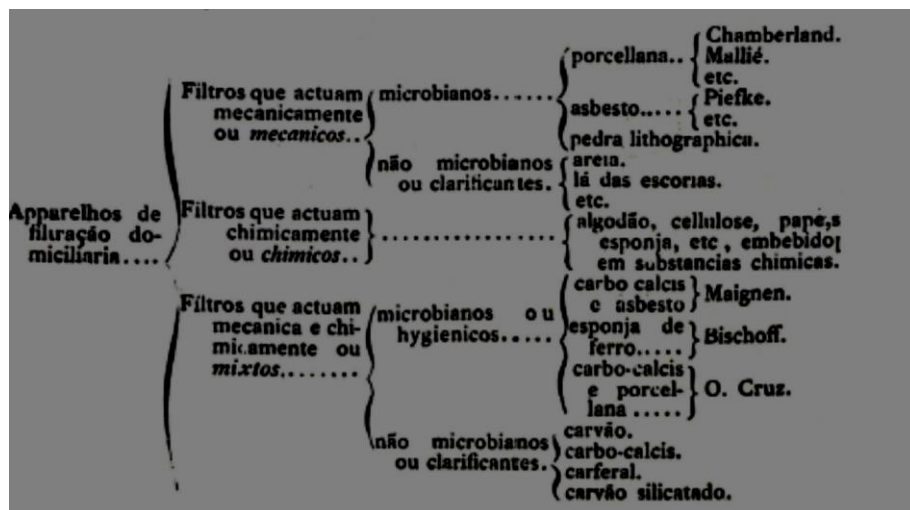 Apparelhos de
filtração do-
miciliaria....
Filtros que actuam
mecanicamente
ou mecanicos..
microbianos......
porcellana..
Chamberland.
Mallié.
etc.
asbesto.....
Piefke.
etc.
pedra lithographica.
não microbianos
ou clarificantes.
areia.
lá das escorias.
etc.
Filtros que actuam
chimicamente
ou chimicos..
................
algodão, cellulose, pape,s
esponja, etc, embebido
em substancias chimicas.
Filtros que actuam
mecanica e chi-
micamente ou
mixtos........
microbianos ou
hygienicos.....
carbo calcis
e asbesto
Maignen.
esponja de
ferro.....
Bischoff.
carbo-calcis
e porcel-
lana .....
O. Cruz.
não microbianos
ou clarificantes.
carvão.
carbo-calcis.
carferal.
carvão silicatado.